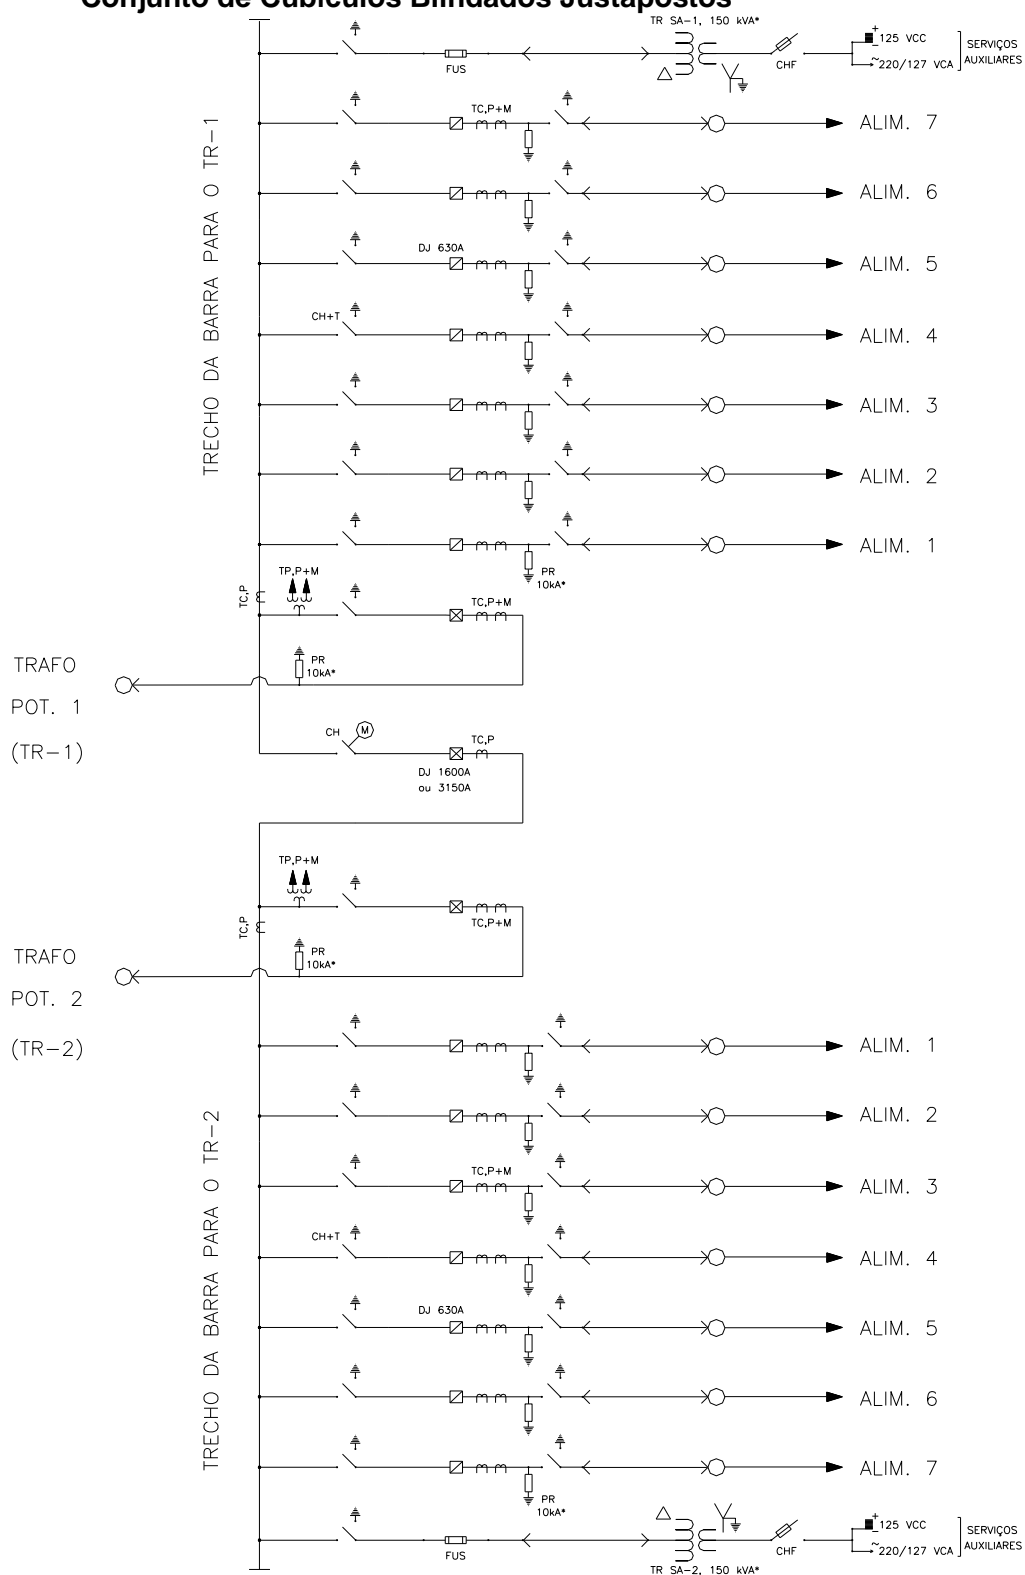 Conjunto de Cubículos Blindados Justapostos
TR SA-1, 150 kVA*
FUS
CHF
+
125 VCC
−
~220/127 VCA
SERVIÇOS
AUXILIARES
TRECHO DA BARRA PARA O TR-1
TC,P+M
ALIM. 7
ALIM. 6
DJ 630A
ALIM. 5
CH+T
ALIM. 4
ALIM. 3
ALIM. 2
ALIM. 1
PR
10kA*
TC,P
TP,P+M
TC,P+M
PR
10kA*
TRAFO
POT. 1
(TR-1)
CH
M
TC,P
DJ 1600A
ou 3150A
TP,P+M
TC,P
TC,P+M
PR
10kA*
TRAFO
POT. 2
(TR-2)
TRECHO DA BARRA PARA O TR-2
ALIM. 1
ALIM. 2
TC,P+M
ALIM. 3
CH+T
ALIM. 4
DJ 630A
ALIM. 5
ALIM. 6
ALIM. 7
PR
10kA*
FUS
TR SA-2, 150 kVA*
CHF
+
125 VCC
−
~220/127 VCA
SERVIÇOS
AUXILIARES